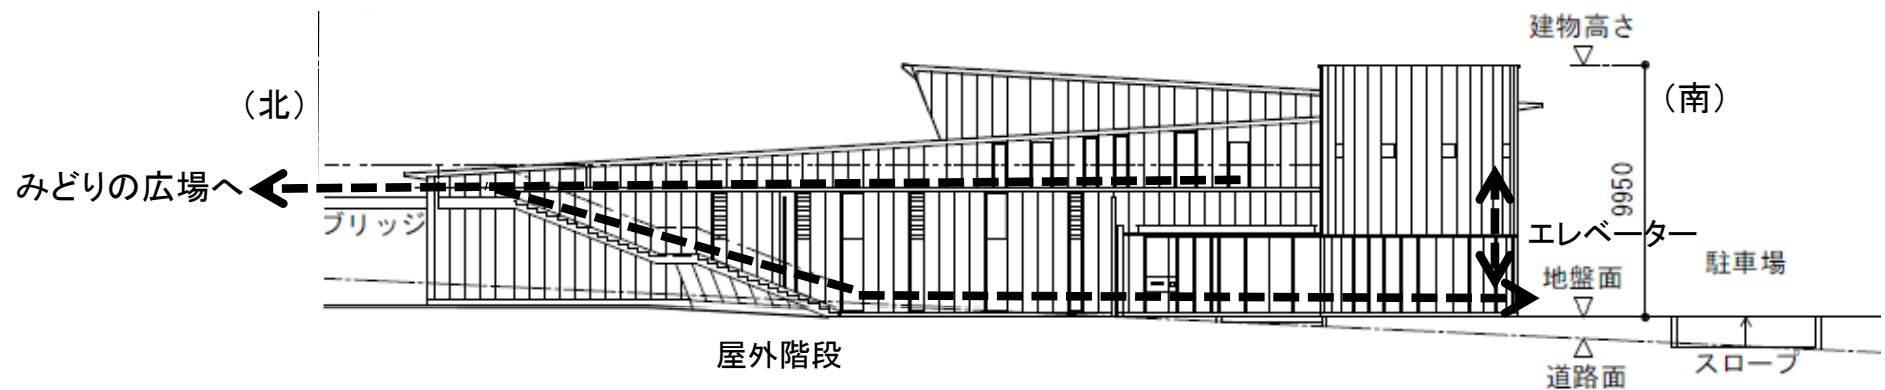 建物高さ
(北)
(南)
みどりの広場へ
ブリッジ
9950
エレベーター
駐車場
地盤面
屋外階段
スロープ
道路面